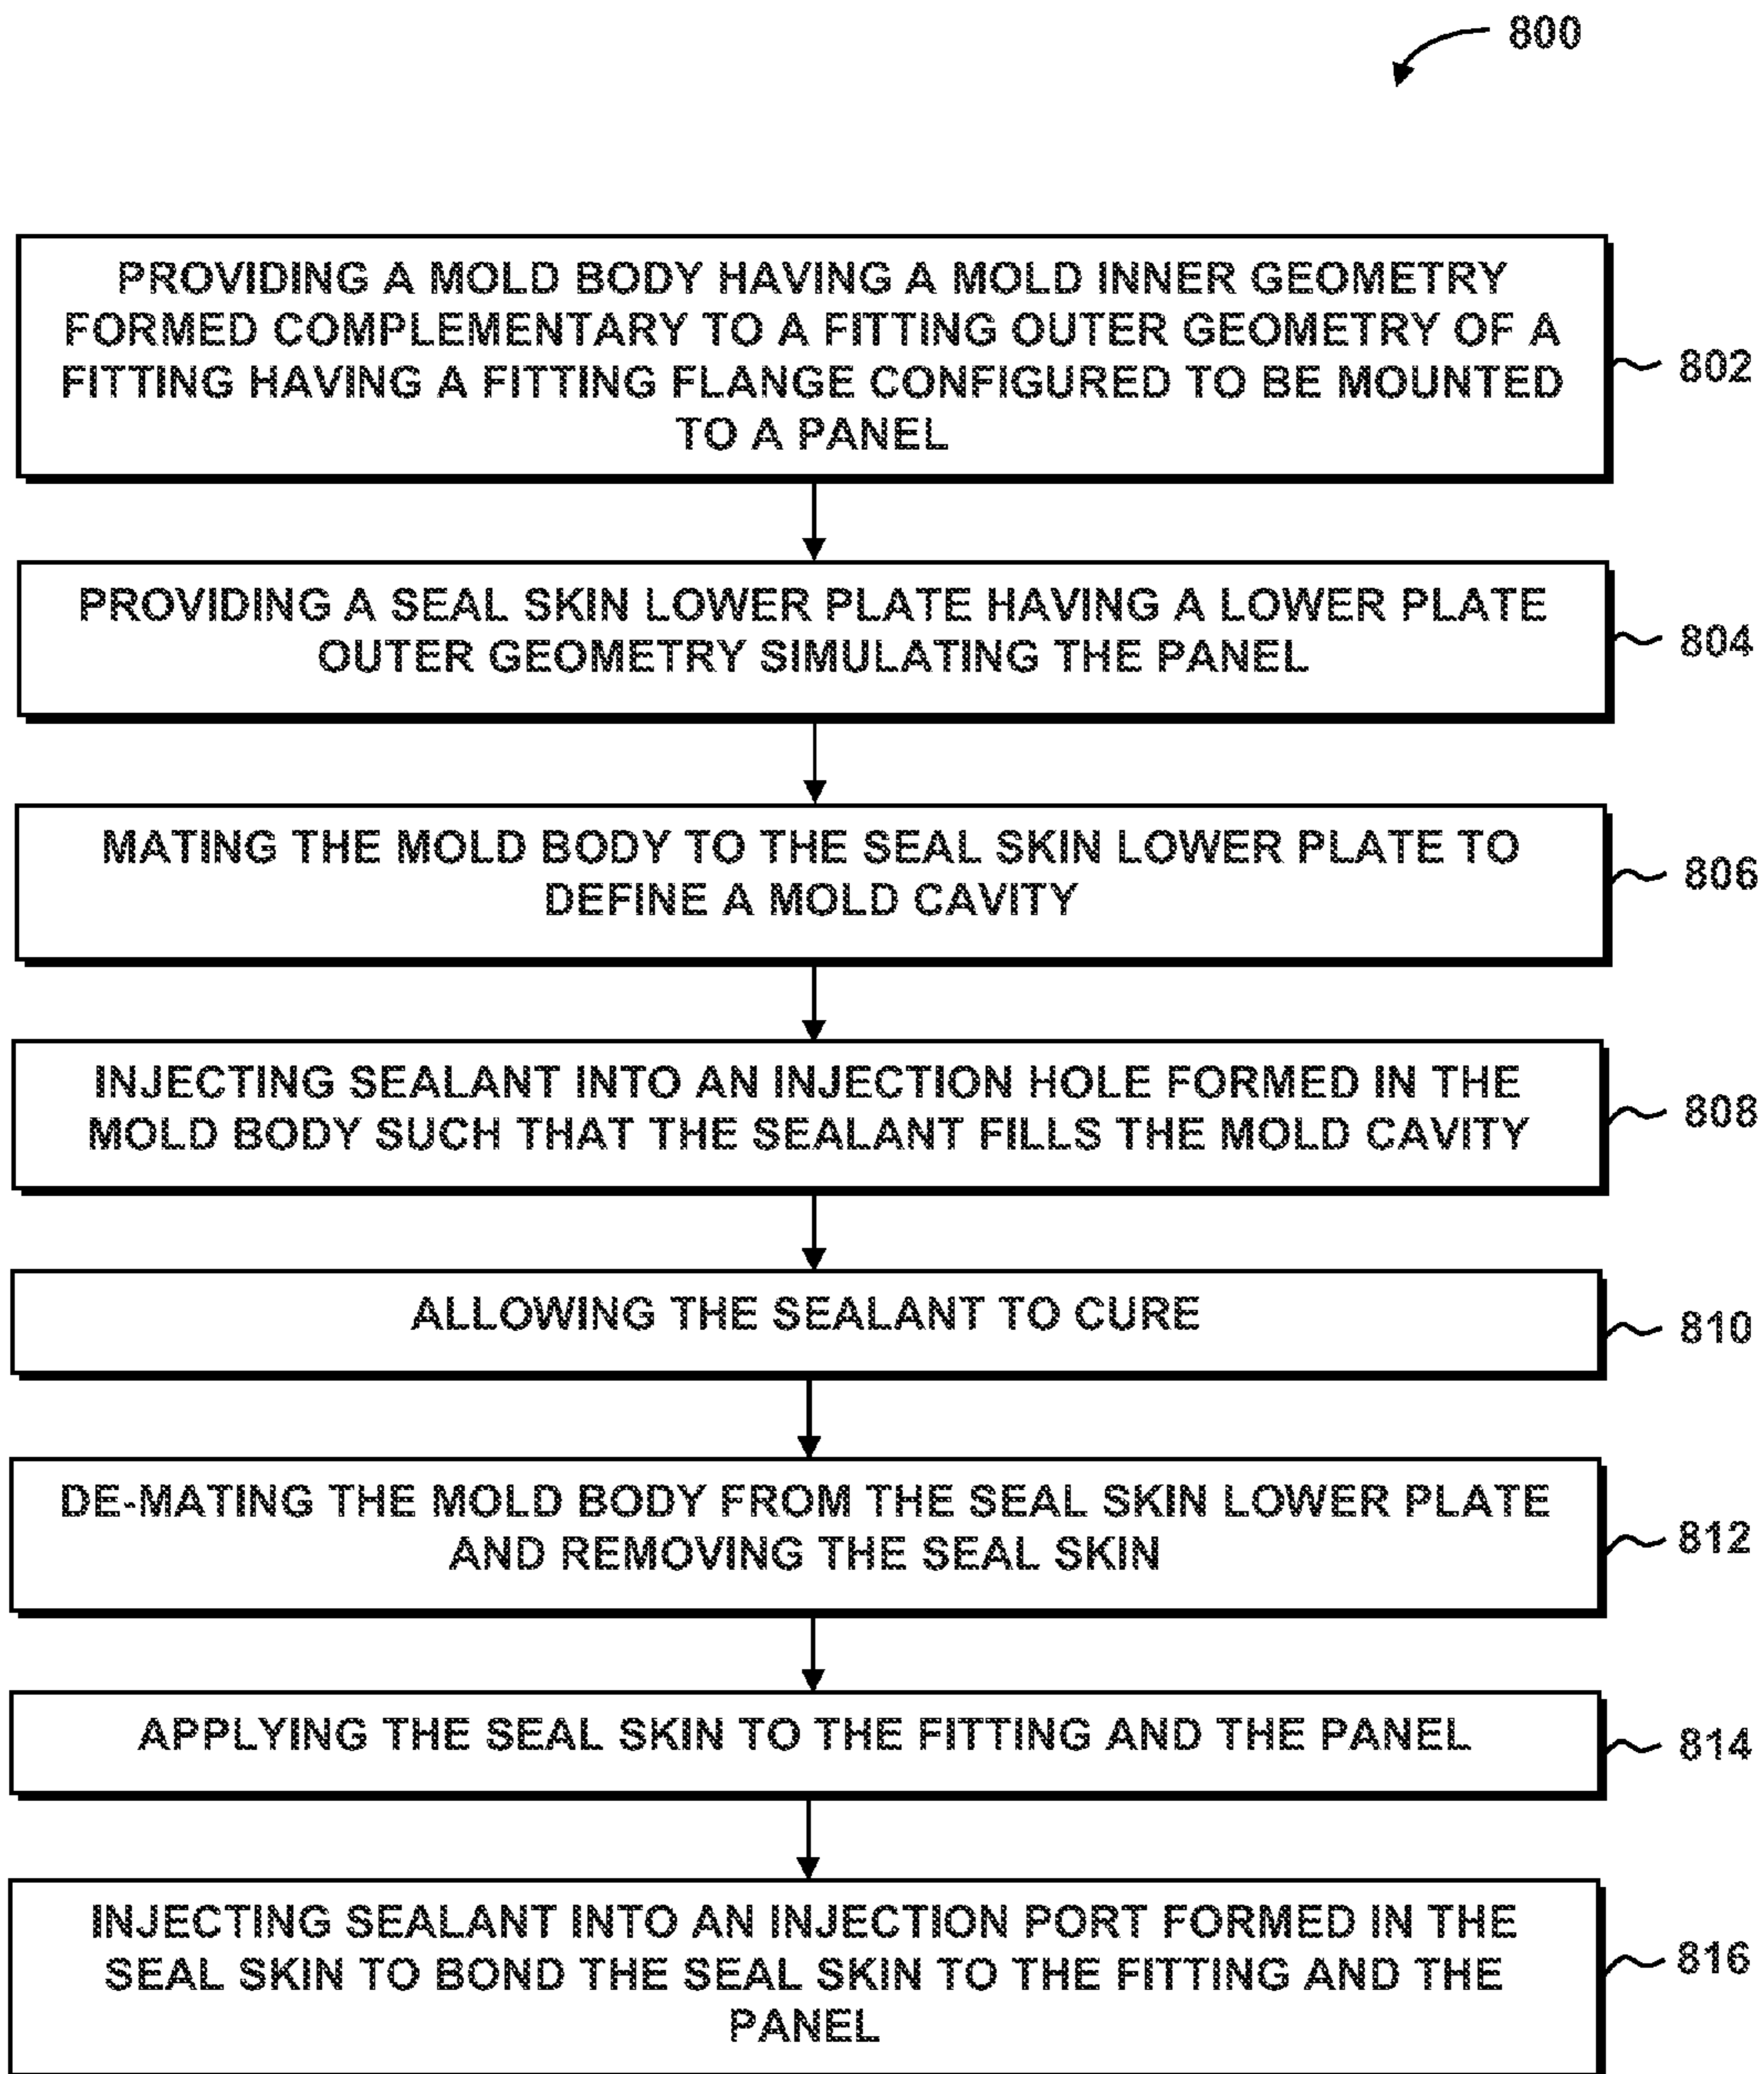 800
PROVIDING A MOLD BODY HAVING A MOLD INNER GEOMETRY
FORMED COMPLEMENTARY TO A FITTING OUTER GEOMETRY OF A
FITTING HAVING A FITTING FLANGE CONFIGURED TO BE MOUNTED
TO A PANEL
802
PROVIDING A SEAL SKIN LOWER PLATE HAVING A LOWER PLATE
OUTER GEOMETRY SIMULATING THE PANEL
804
MATING THE MOLD BODY TO THE SEAL SKIN LOWER PLATE TO
DEFINE A MOLD CAVITY
806
INJECTING SEALANT INTO AN INJECTION HOLE FORMED IN THE
MOLD BODY SUCH THAT THE SEALANT FILLS THE MOLD CAVITY
808
ALLOWING THE SEALANT TO CURE
810
DE-MATING THE MOLD BODY FROM THE SEAL SKIN LOWER PLATE
AND REMOVING THE SEAL SKIN
812
APPLYING THE SEAL SKIN TO THE FITTING AND THE PANEL
814
INJECTING SEALANT INTO AN INJECTION PORT FORMED IN THE
SEAL SKIN TO BOND THE SEAL SKIN TO THE FITTING AND THE
PANEL
816